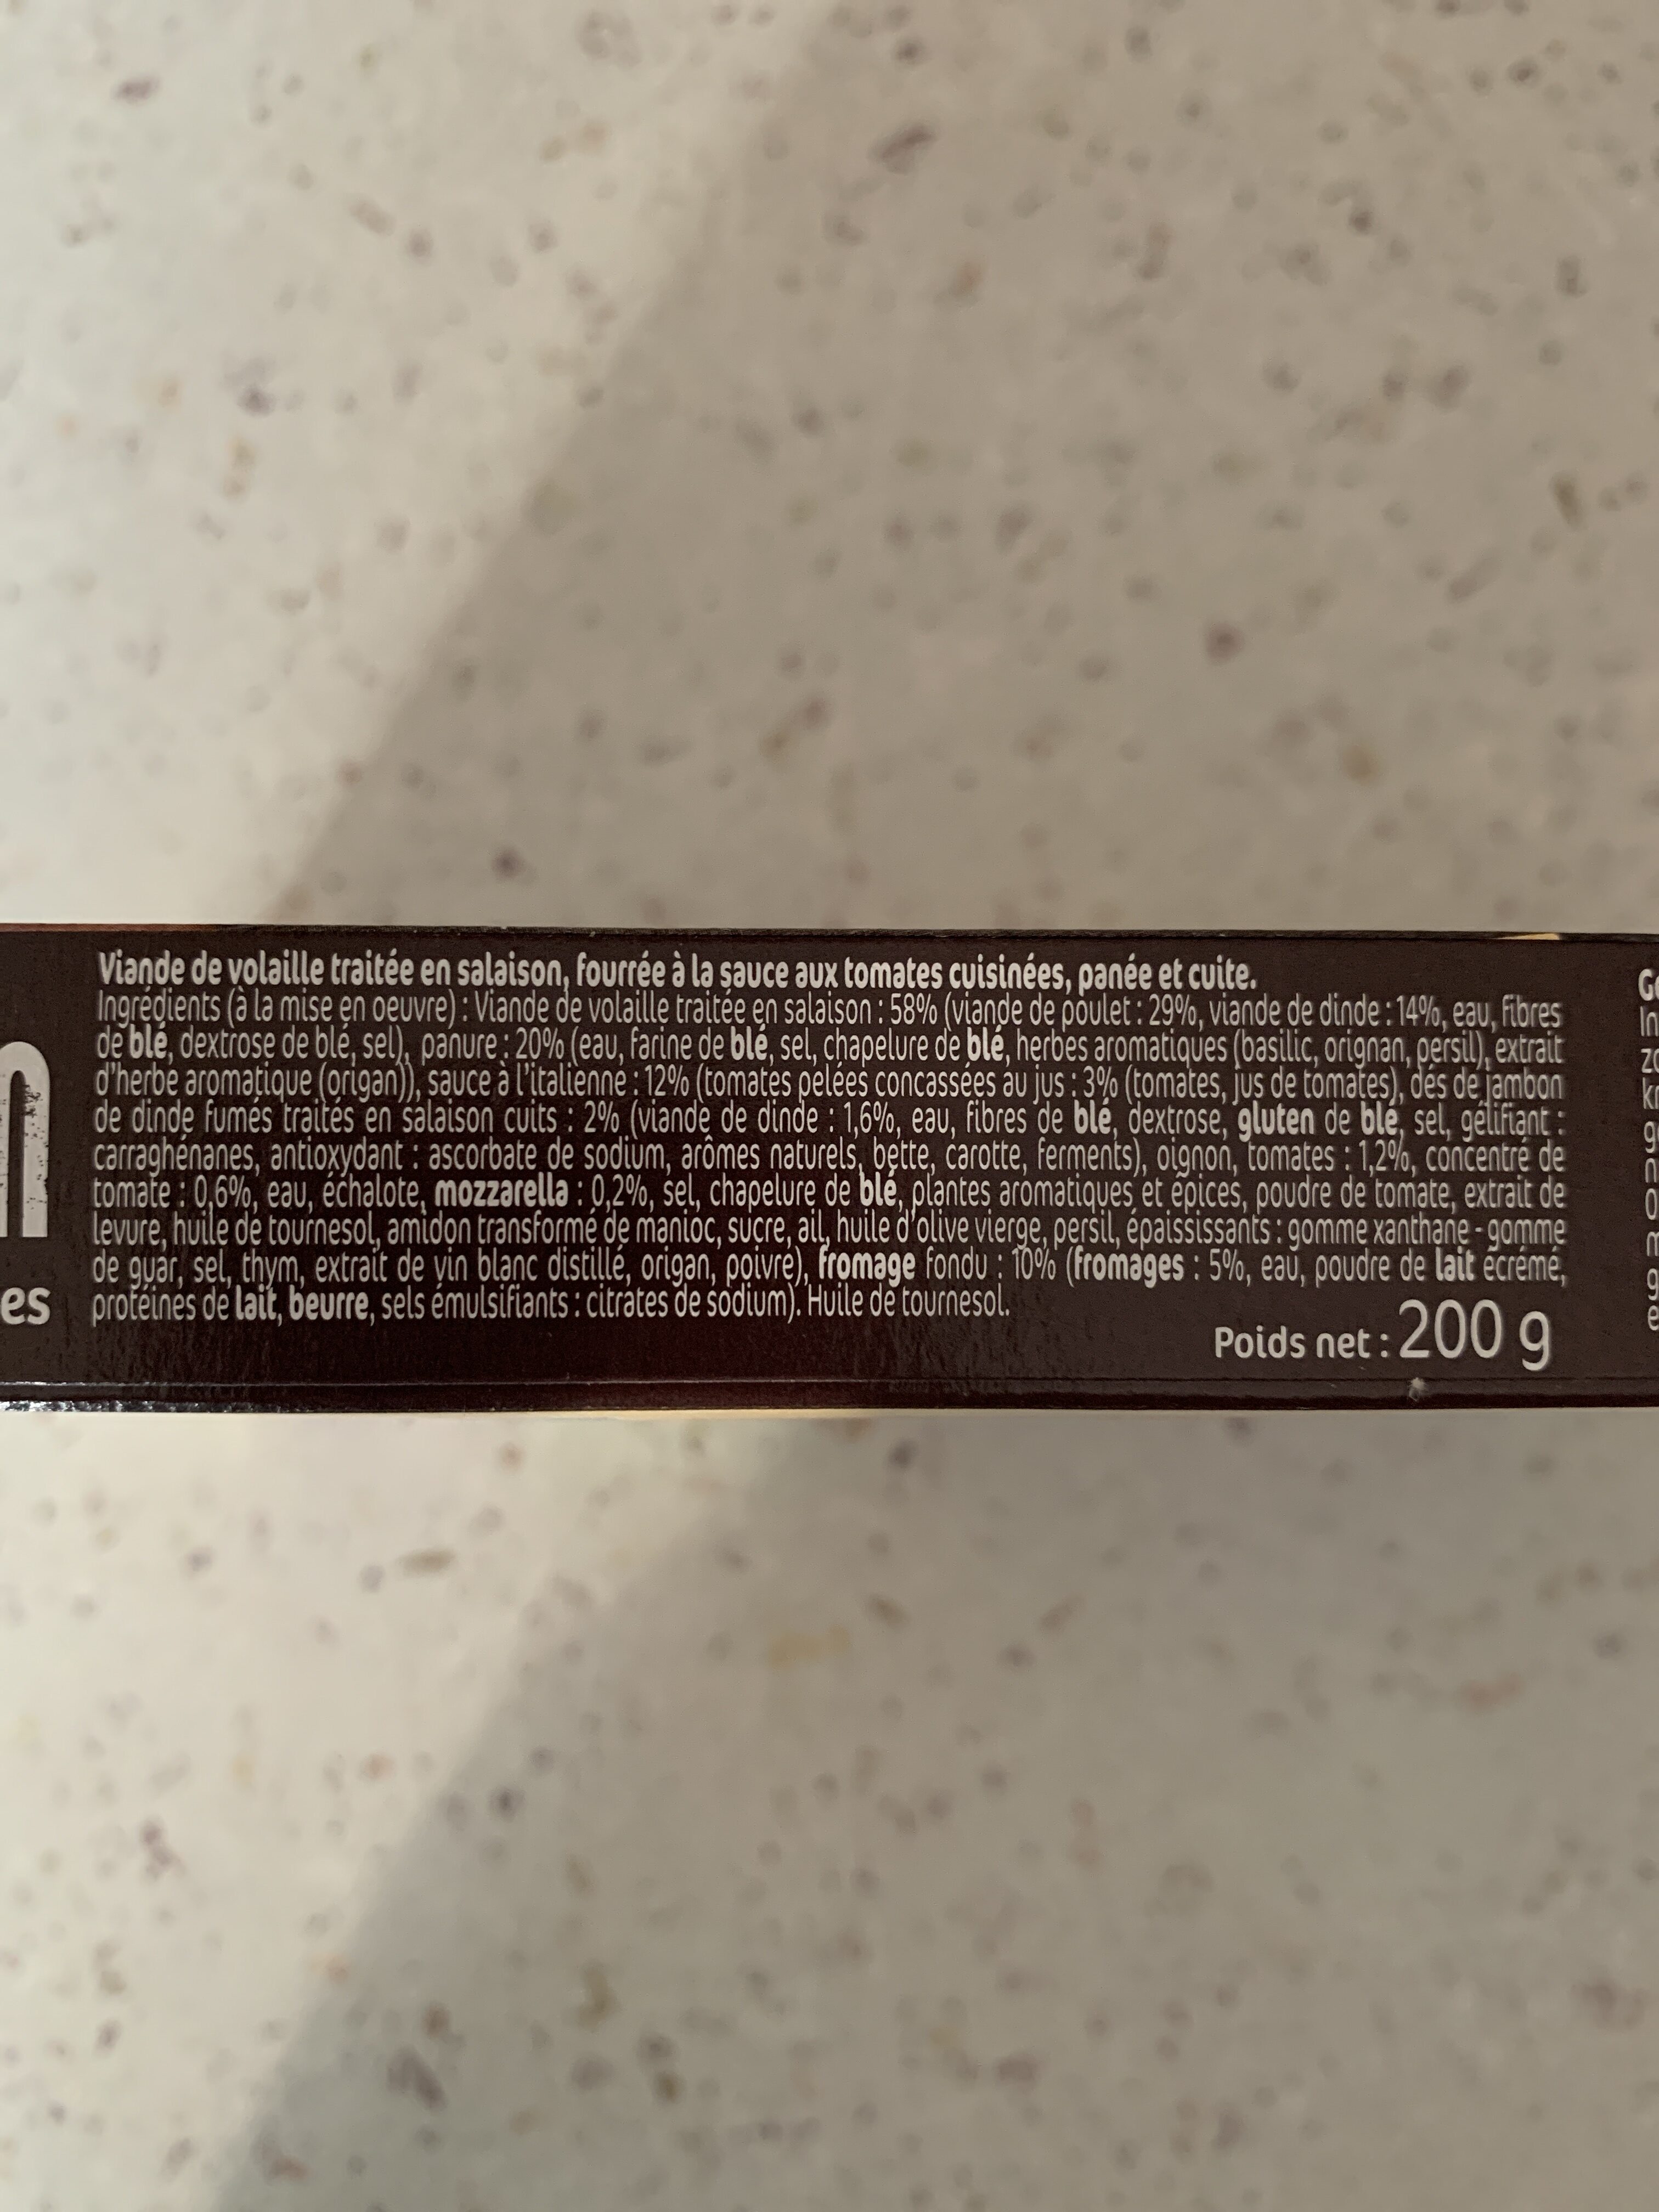 Viande de volaille traitée en salaison, fourrée à la sauce aux tomates cuisinées, panée et cuite.
Ingrédients (à la mise en oeuvre) : Viande de volaille traitée en salaison : 58% (viande de poulet : 29%, viande de dinde : 14%, eau, fibres
de blé, dextrose de blé, sel), panure : 20% (eau, farine de blé, sel, chapelure de blé, herbes aromatiques (basilic, orignan, persil), extrait
d'herbe aromatique (origan)), sauce à l'italienne : 12% (tomates pelées concassées au jus : 3% (tomates, jus de tomates), dés de jambon
de dinde fumés traités en salaison cuits : 2% (viande de dinde : 1,6%, eau, fibres de blé, dextrose, gluten de blé, sel, gélifiant :
carraghénanes, antioxydant : ascorbate de sodium, arômes naturels, bette, carotte, ferments), oignon, tomates : 1,2%, concentré de
tomate : 0,6%, eau, échalote, mozzarella : 0,2%, sel, chapelure de blé, plantes aromatiques et épices, poudre de tomate, extrait de
levure, huile de tournesol, amidon transformé de manioc, sucre, ail, huile d'olive vierge, persil, épaississants : gomme xanthane - gomme
de guar, sel, thym, extrait de vin blanc distillé, origan, poivre), fromage fondu : 10% (fromages : 5%, eau, poudre de lait écrémé,
es protéines de lait, beurre, sels émulsifiants : citrates de sodium). Huile de tournesol.
Poids net : 200 g